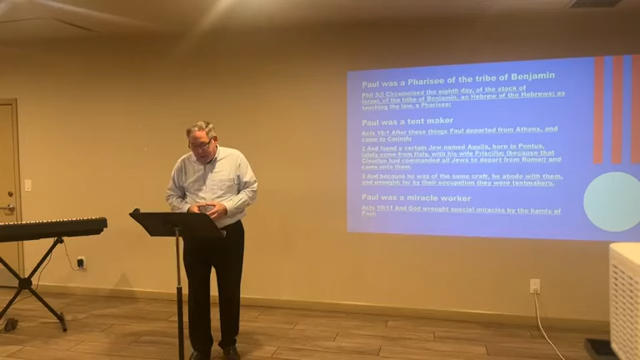 Paul was a Pharisee of the tribe of Benjamin
Phil 3:5 Circumcised the eighth day, of the stock of
Israel, of the tribe of Benjamin, an Hebrew of the Hebrews; as
touching the law, a Pharisee;
Paul was a tent maker
Acts 18:1 After these things Paul departed from Athens, and
came to Corinth;
2 And found a certain Jew named Aquila, born in Pontus,
lately come from Italy, with his wife Priscilla; (because that
Claudius had commanded all Jews to depart from Rome:) and
came unto them.
3 And because he was of the same craft, he abode with them,
and wrought: for by their occupation they were tentmakers.
Paul was a miracle worker
Acts 19:11 And God wrought special miracles by the hands of
Paul: